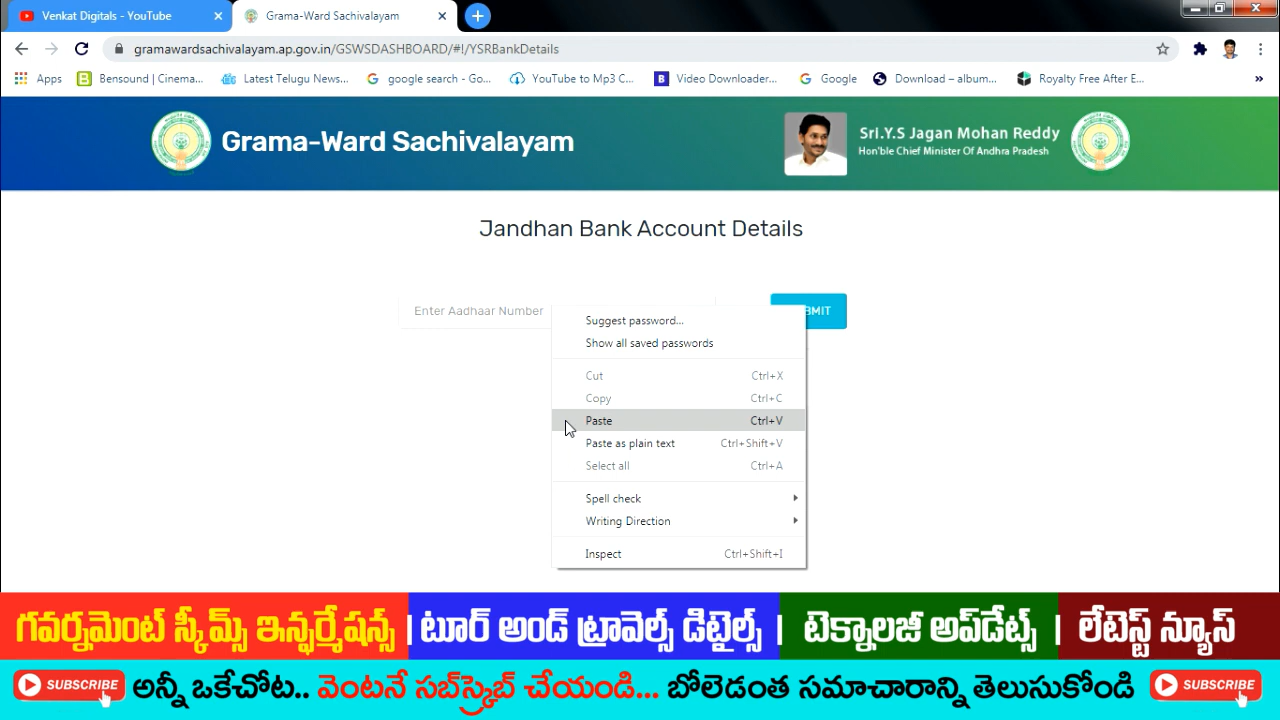 Venkat Digitals - YouTube
Grama-Ward Sachivalayam
gramawardsachivalayam.ap.gov.in/GSWSDASHBOARD/#!/YSRBankDetails
Apps
Bensound | Cinema...
Latest Telugu News...
google search - Go...
YouTube to Mp3 C...
Video Downloader...
Google
Download – album...
Royalty Free After E...
Grama-Ward Sachivalayam
Sri.Y.S Jagan Mohan Reddy
Hon'ble Chief Minister Of Andhra Pradesh
Jandhan Bank Account Details
Enter Aadhaar Number
Suggest password...
Show all saved passwords
Cut Ctrl+X
Copy Ctrl+C
Paste Ctrl+V
Paste as plain text Ctrl+Shift+V
Select all Ctrl+A
Spell check
Writing Direction
Inspect Ctrl+Shift+I
గవర్నమెంట్ స్కీమ్స్ ఇన్ఫర్మేషన్స్ | టూర్ అండ్ ట్రావెల్స్ డిటైల్స్ | టెక్నాలజీ అప్‌డేట్స్ | లేటెస్ట్ న్యూస్
SUBSCRIBE అన్నీ ఒకేచోట.. వెంటనే సబ్‌స్క్రైబ్ చేయండి... బోలెడంత సమాచారాన్ని తెలుసుకోండి SUBSCRIBE